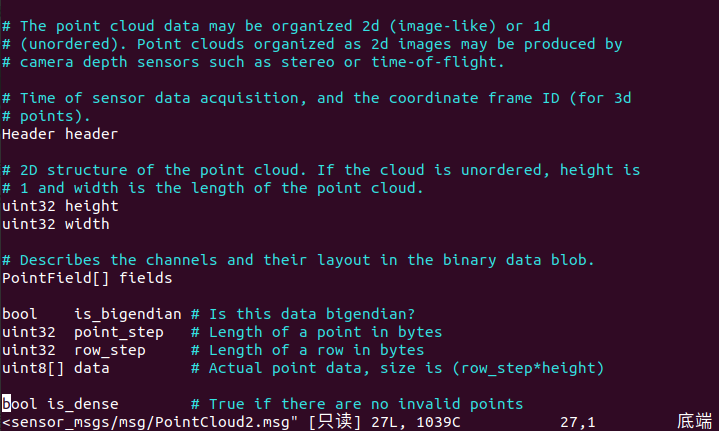 # The point cloud data may be organized 2d (image-like) or 1d
# (unordered). Point clouds organized as 2d images may be produced by
# camera depth sensors such as stereo or time-of-flight.
# Time of sensor data acquisition, and the coordinate frame ID (for 3d
# points).
Header header
# 2D structure of the point cloud. If the cloud is unordered, height is
# 1 and width is the length of the point cloud.
uint32 height
uint32 width
# Describes the channels and their layout in the binary data blob.
PointField[] fields
bool    is_bigendian # Is this data bigendian?
uint32  point_step   # Length of a point in bytes
uint32  row_step     # Length of a row in bytes
uint8[] data         # Actual point data, size is (row_step*height)
bool is_dense        # True if there are no invalid points
<sensor_msgs/msg/PointCloud2.msg" [只读] 27L, 1039C    27,1    底端